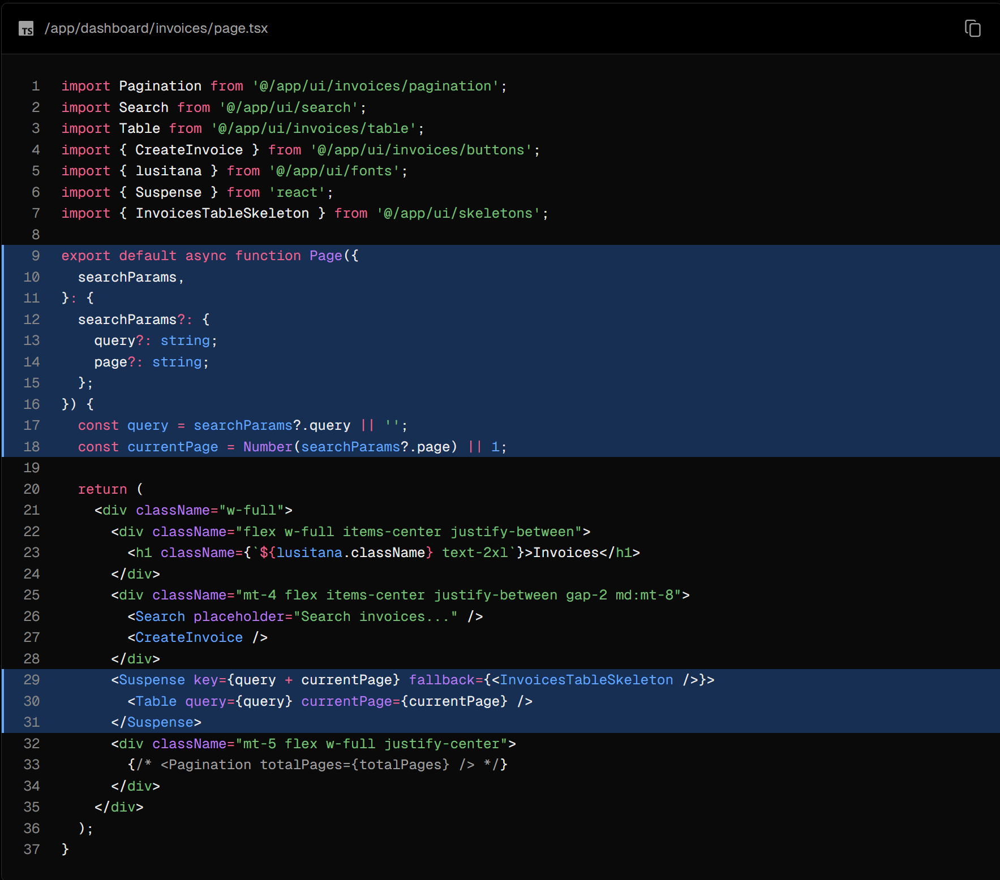 TS /app/dashboard/invoices/page.tsx
1 import Pagination from '@/app/ui/invoices/pagination';
2 import Search from '@/app/ui/search';
3 import Table from '@/app/ui/invoices/table';
4 import { CreateInvoice } from '@/app/ui/invoices/buttons';
5 import { lusitana } from '@/app/ui/fonts';
6 import { Suspense } from 'react';
7 import { InvoicesTableSkeleton } from '@/app/ui/skeletons';
8
9 export default async function Page({
10   searchParams,
11 }: {
12   searchParams?: {
13     query?: string;
14     page?: string;
15   };
16 }) {
17   const query = searchParams?.query || '';
18   const currentPage = Number(searchParams?.page) || 1;
19
20   return (
21     <div className="w-full">
22       <div className="flex w-full items-center justify-between">
23         <h1 className={`${lusitana.className} text-2xl`}>Invoices</h1>
24       </div>
25       <div className="mt-4 flex items-center justify-between gap-2 md:mt-8">
26         <Search placeholder="Search invoices..." />
27         <CreateInvoice />
28       </div>
29       <Suspense key={query + currentPage} fallback={<InvoicesTableSkeleton />}>
30         <Table query={query} currentPage={currentPage} />
31       </Suspense>
32       <div className="mt-5 flex w-full justify-center">
33         {/* <Pagination totalPages={totalPages} /> */}
34       </div>
35     </div>
36   );
37 }